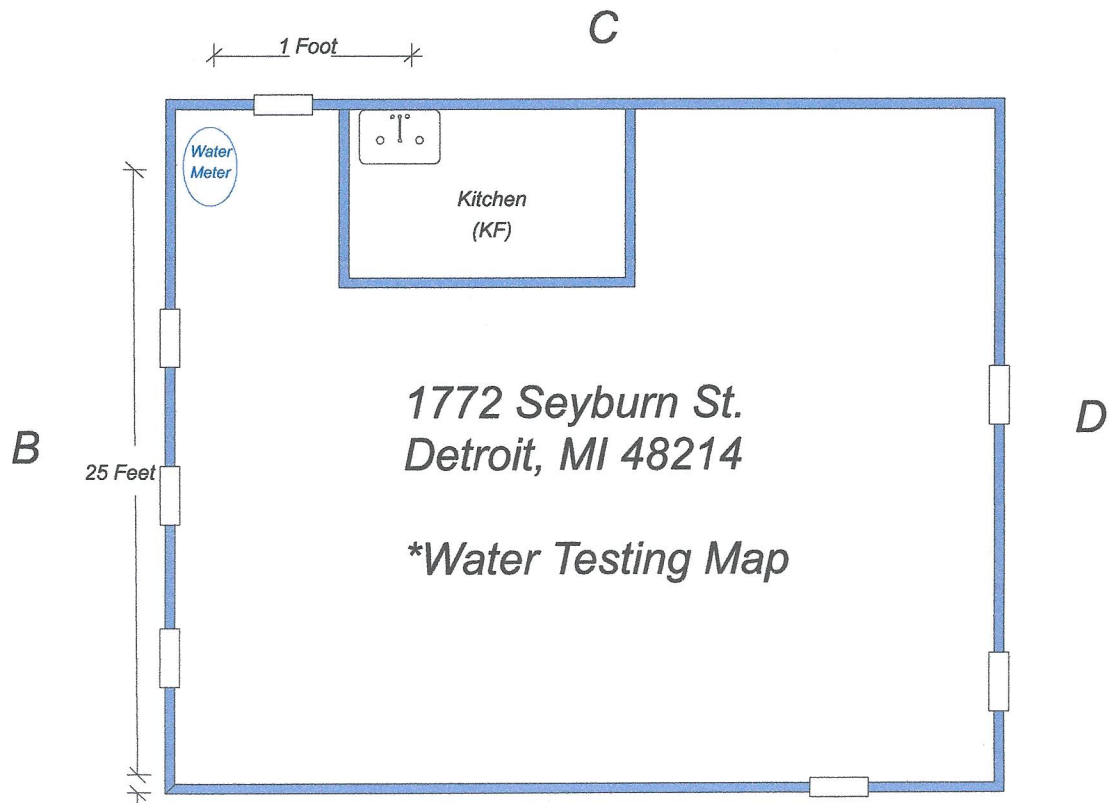 C
1 Foot
Water
Meter
Kitchen
(KF)
1772 Seyburn St.
Detroit, MI 48214
B
D
25 Feet
*Water Testing Map